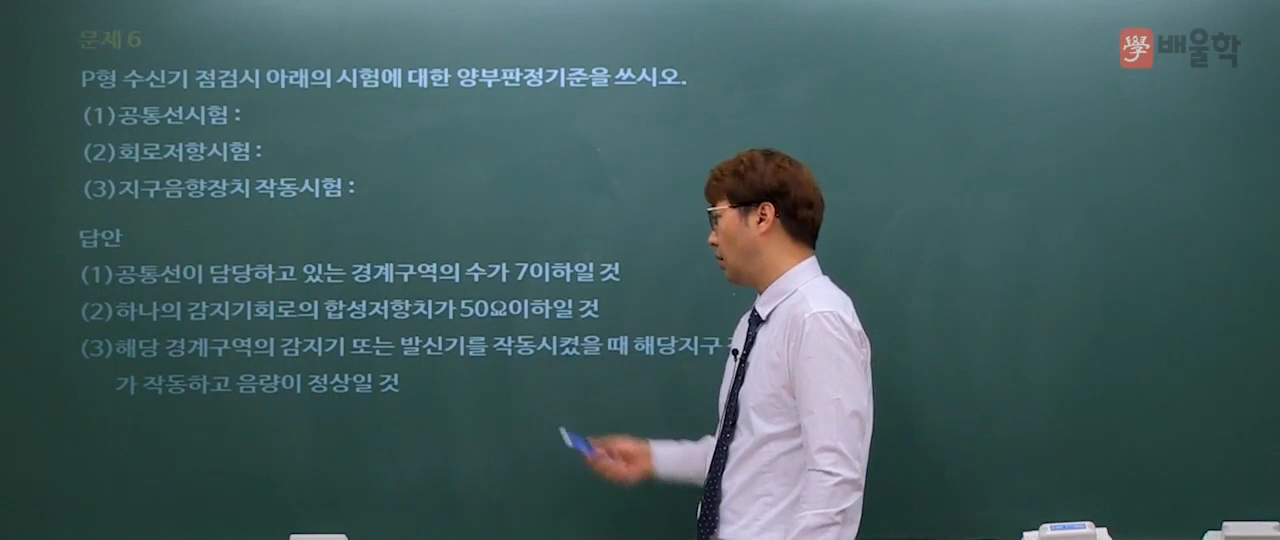 문제 6
學 배울학
P형 수신기 점검시 아래의 시험에 대한 양부판정기준을 쓰시오.
(1) 공통선시험 :
(2) 회로저항시험 :
(3) 지구음향장치 작동시험 :
답안
(1) 공통선이 담당하고 있는 경계구역의 수가 7이하일 것
(2) 하나의 감지기회로의 합성저항치가 50Ω이하일 것
(3) 해당 경계구역의 감지기 또는 발신기를 작동시켰을 때 해당지구
가 작동하고 음량이 정상일 것